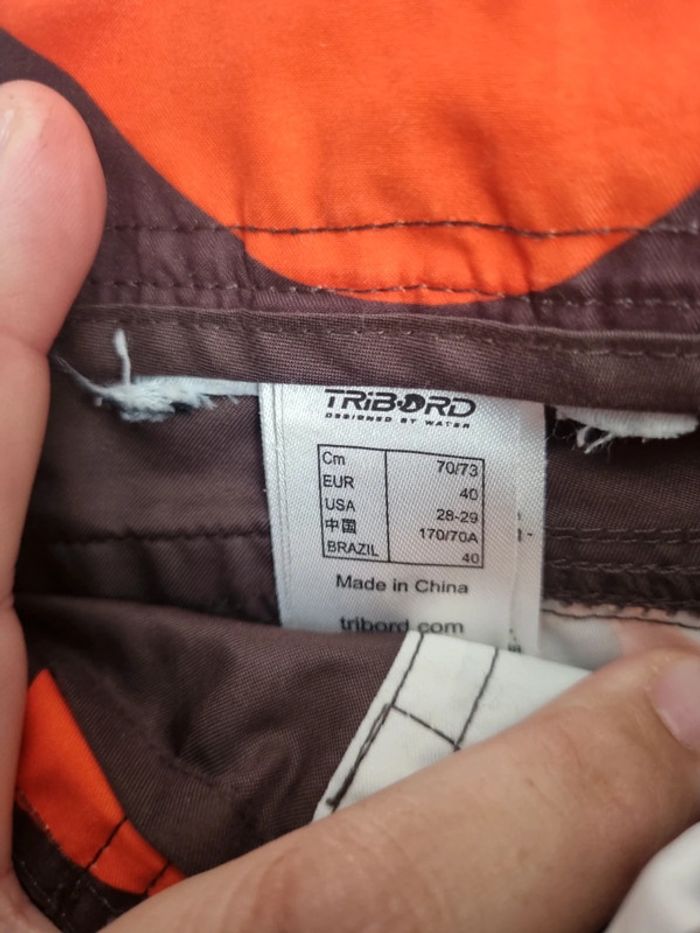 TRIBORD
DESIGNED BY WATER
Cm 70/73
EUR 40
USA 28-29
中国 170/70A
BRAZIL 40
Made in China
tribord.com